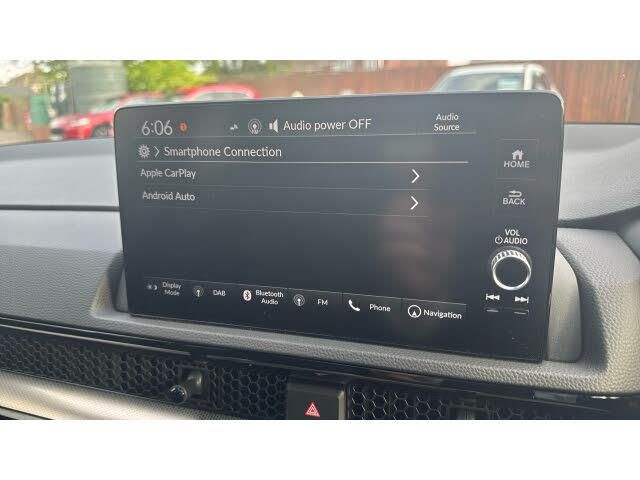 6:06
Audio power OFF
Audio
Source
Smartphone Connection
Apple CarPlay
Android Auto
HOME
BACK
VOL
AUDIO
Display
Mode
DAB
Bluetooth
Audio
FM
Phone
Navigation